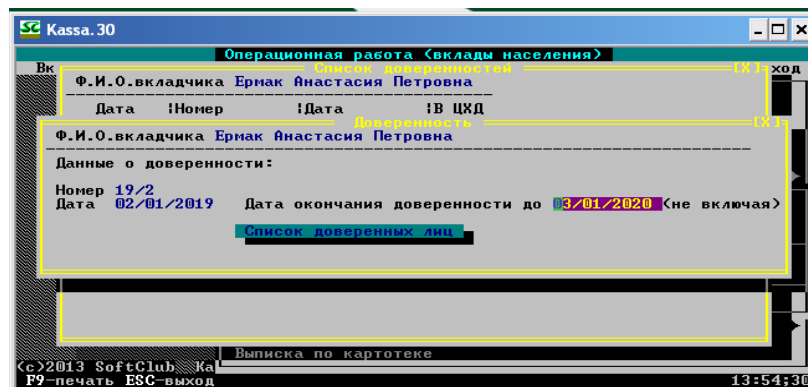 Kassa.30
Операционная работа (вклады населения)
Вк
Список доверенностей
[X]
ход
Ф.И.О.вкладчика Ермак Анастасия Петровна
Дата |Номер |Дата |В ЦХД
Доверенность
[X]
Ф.И.О.вкладчика Ермак Анастасия Петровна
Данные о доверенности:
Номер 19/2
Дата 02/01/2019 Дата окончания доверенности до 03/01/2020 (не включая)
Список доверенных лиц
Выписка по картотеке
(c)2013 SoftClub Ka
F9-печать ESC-выход
13:54;30